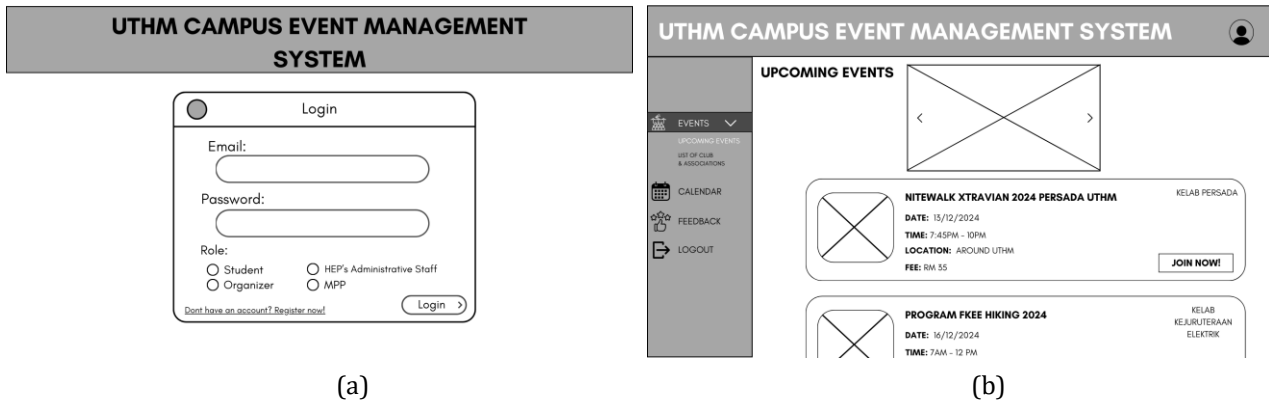 UTHM CAMPUS EVENT MANAGEMENT
SYSTEM
Login
Email:
Password:
Role:
Student
HEP's Administrative Staff
Organizer
MPP
Dont have an account? Register now!
Login
(a)
UTHM CAMPUS EVENT MANAGEMENT SYSTEM
UPCOMING EVENTS
EVENTS
UPCOMING EVENTS
LIST OF CLUB
& ASSOCIATIONS
CALENDAR
FEEDBACK
LOGOUT
NITEWALK XTRAVIAN 2024 PERSADA UTHM
KELAB PERSADA
DATE: 13/12/2024
TIME: 7:45PM - 10PM
LOCATION: AROUND UTHM
FEE: RM 35
JOIN NOW!
PROGRAM FKEE HIKING 2024
KELAB
KEJURUTERAAN
ELEKTRIK
DATE: 16/12/2024
TIME: 7AM - 12 PM
(b)